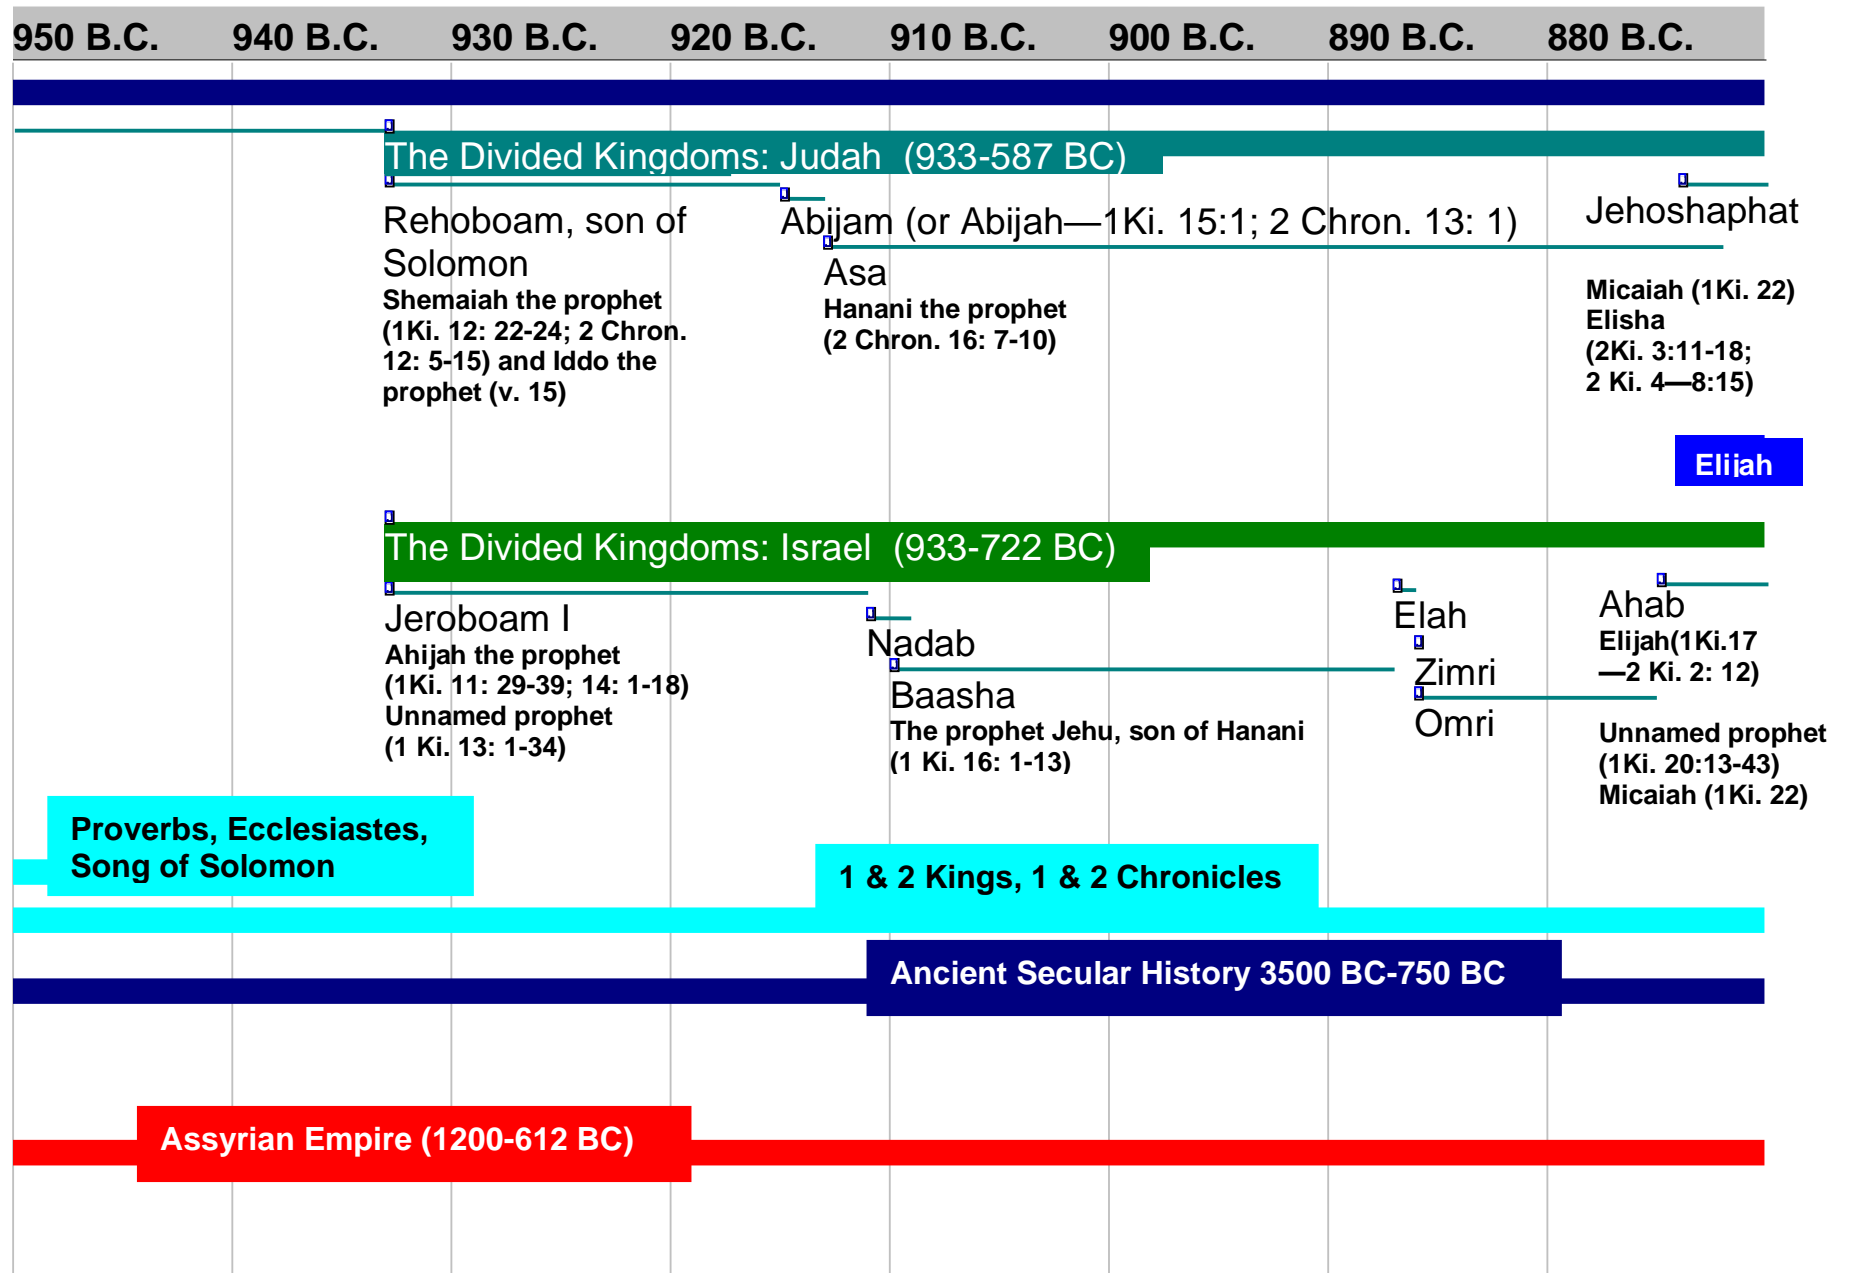 950 B.C. 940 B.C. 930 B.C. 920 B.C. 910 B.C. 900 B.C. 890 B.C. 880 B.C.
The Divided Kingdoms: Judah (933-587 BC)
Rehoboam, son of
Solomon
Shemaiah the prophet
(1Ki. 12: 22-24; 2 Chron.
12: 5-15) and Iddo the
prophet (v. 15)
Abijam (or Abijah—1Ki. 15:1; 2 Chron. 13: 1)
Asa
Hanani the prophet
(2 Chron. 16: 7-10)
Jehoshaphat
Micaiah (1Ki. 22)
Elisha
(2Ki. 3:11-18;
2 Ki. 4—8:15)
Elijah
The Divided Kingdoms: Israel (933-722 BC)
Jeroboam I
Ahijah the prophet
(1Ki. 11: 29-39; 14: 1-18)
Unnamed prophet
(1 Ki. 13: 1-34)
Nadab
Baasha
The prophet Jehu, son of Hanani
(1 Ki. 16: 1-13)
Elah
Zimri
Omri
Ahab
Elijah(1Ki.17
—2 Ki. 2: 12)
Unnamed prophet
(1Ki. 20:13-43)
Micaiah (1Ki. 22)
Proverbs, Ecclesiastes,
Song of Solomon
1 & 2 Kings, 1 & 2 Chronicles
Ancient Secular History 3500 BC-750 BC
Assyrian Empire (1200-612 BC)